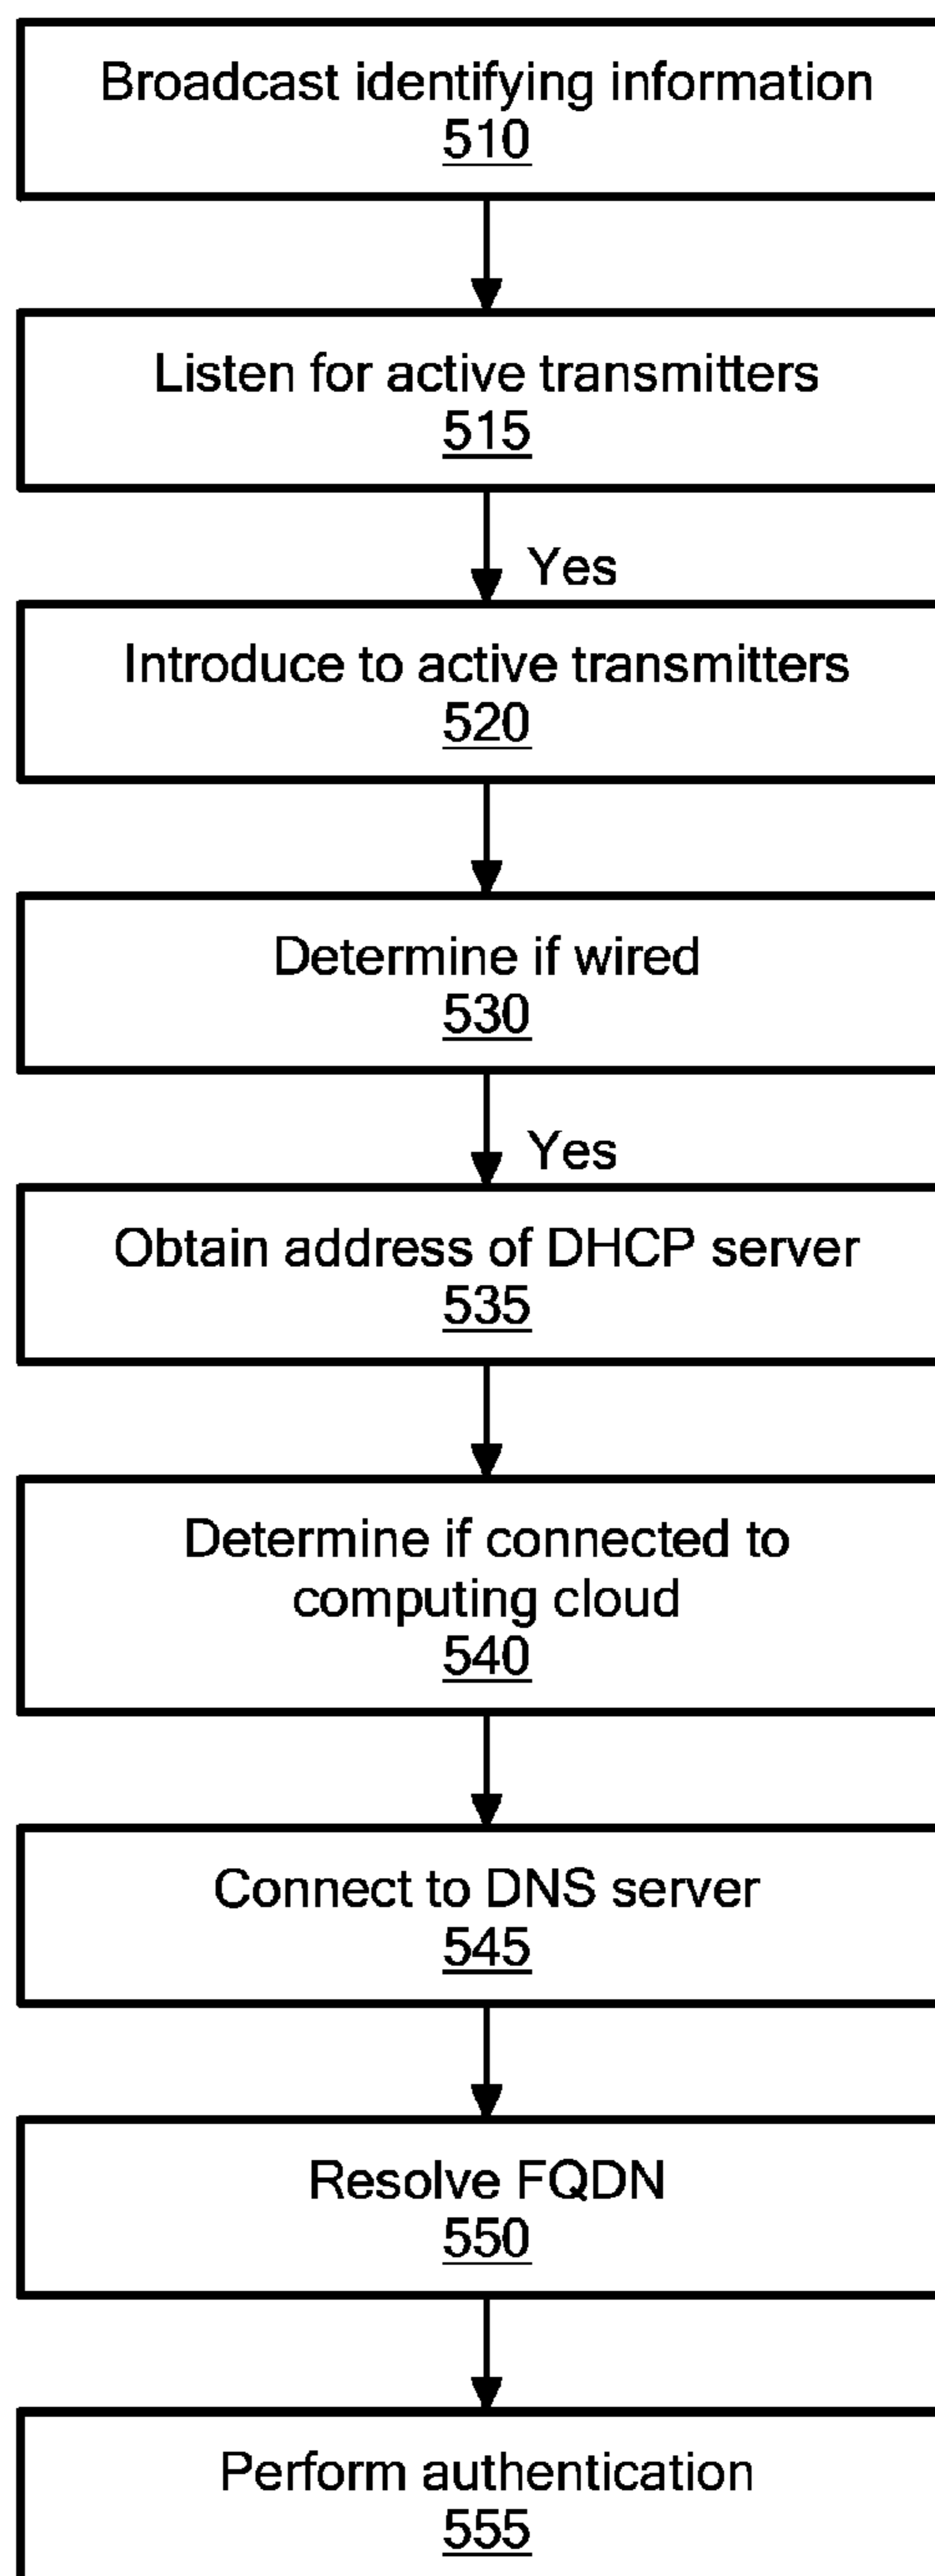 Broadcast identifying information
510
Listen for active transmitters
515
Yes
Introduce to active transmitters
520
Determine if wired
530
Yes
Obtain address of DHCP server
535
Determine if connected to
computing cloud
540
Connect to DNS server
545
Resolve FQDN
550
Perform authentication
555